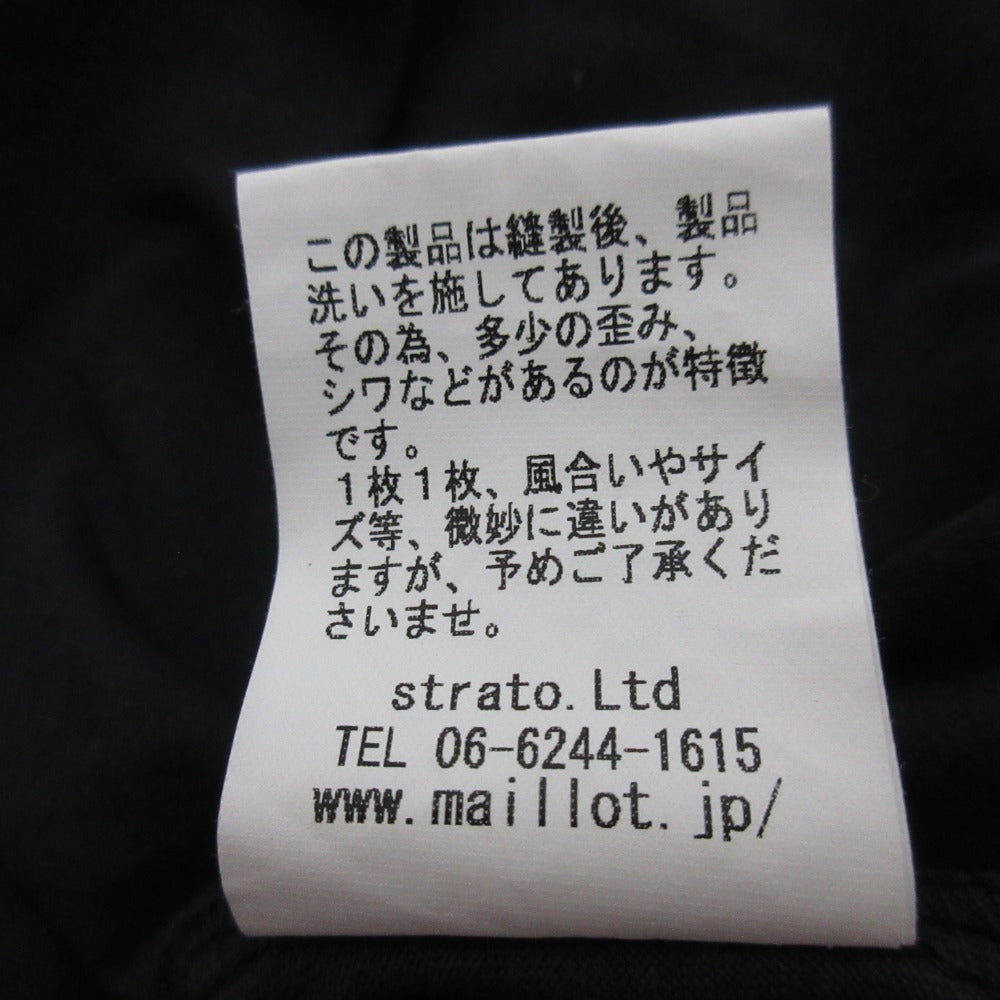 この製品は縫製後、製品
洗いを施してあります。
その為、多少の歪み、
シワなどがあるのが特徴
です。
１枚１枚、風合いやサイ
ズ等、微妙に違いがあり
ますが、予めご了承くだ
さいませ。
strato.Ltd
TEL 06-6244-1615
www.maillot.jp/